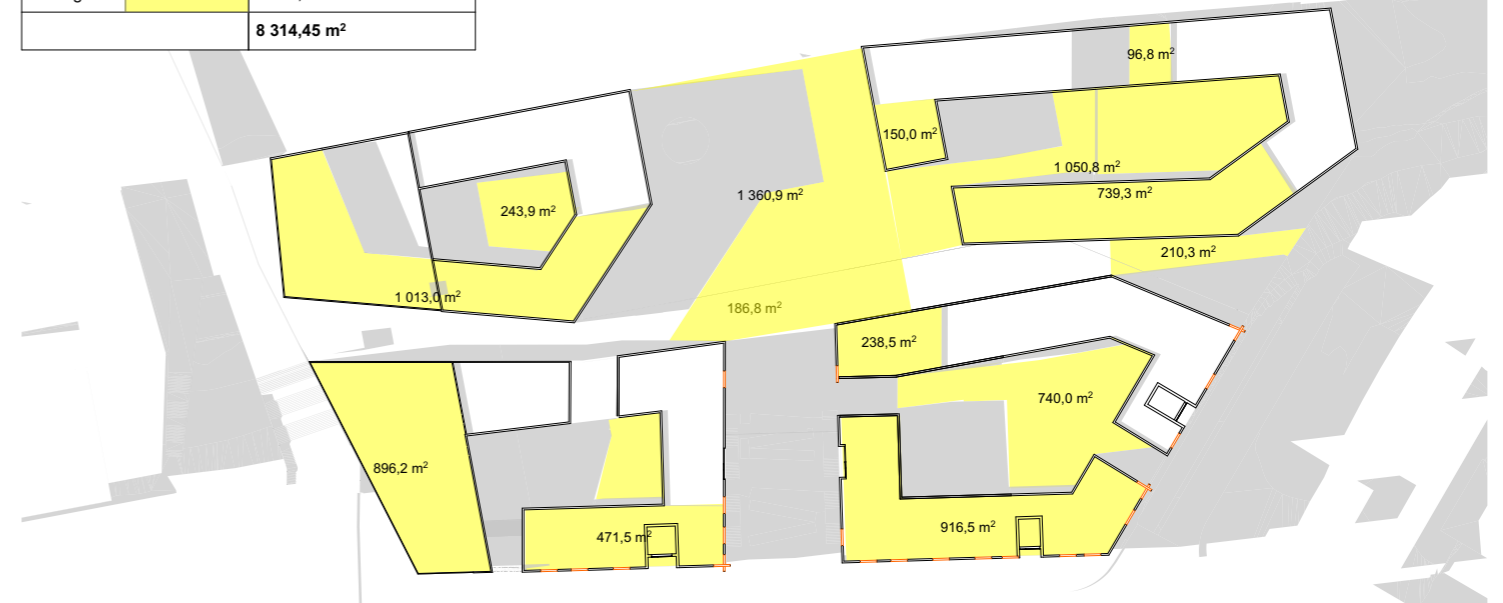 8 314,45 m²
96,8 m²
150,0 m²
1 050,8 m²
1 360,9 m²
739,3 m²
243,9 m²
210,3 m²
1 013,0 m²
186,8 m²
238,5 m²
740,0 m²
896,2 m²
916,5 m²
471,5 m²